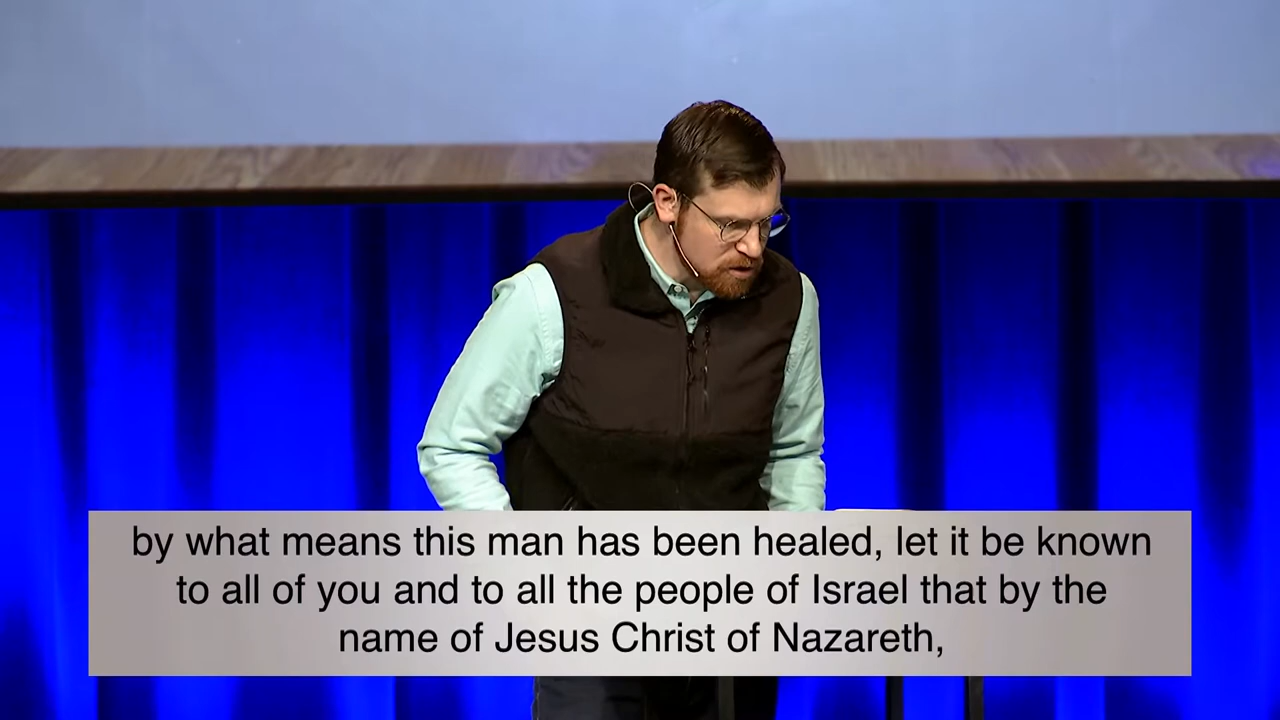 by what means this man has been healed, let it be known
to all of you and to all the people of Israel that by the
name of Jesus Christ of Nazareth,